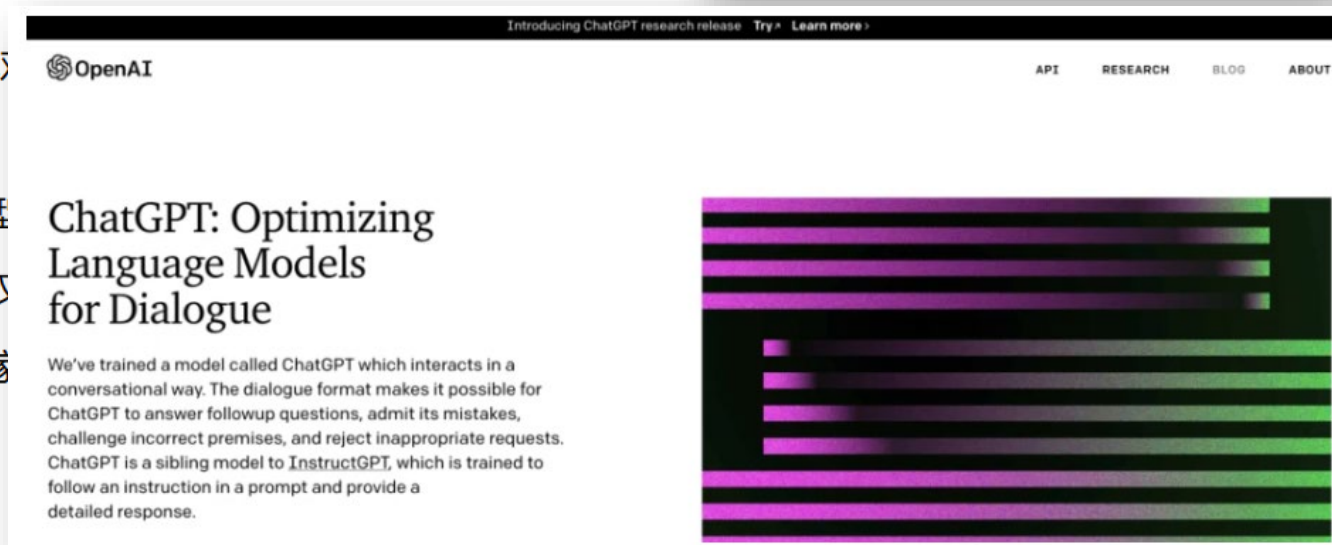 Introducing ChatGPT research release Try↗ Learn more ›
OpenAI
API RESEARCH BLOG ABOUT
ChatGPT: Optimizing
Language Models
for Dialogue
We've trained a model called ChatGPT which interacts in a
conversational way. The dialogue format makes it possible for
ChatGPT to answer followup questions, admit its mistakes,
challenge incorrect premises, and reject inappropriate requests.
ChatGPT is a sibling model to InstructGPT, which is trained to
follow an instruction in a prompt and provide a
detailed response.